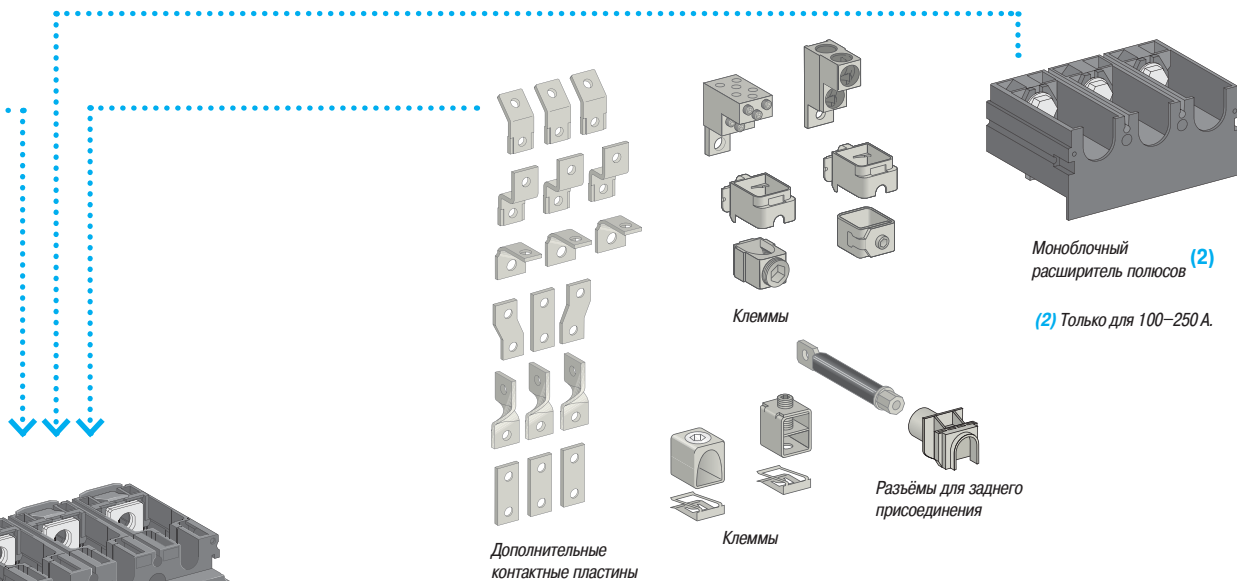 Моноблочный
расширитель полюсов (2)
(2) Только для 100–250 А.
Клеммы
Разъёмы для заднего
присоединения
Клеммы
Дополнительные
контактные пластины